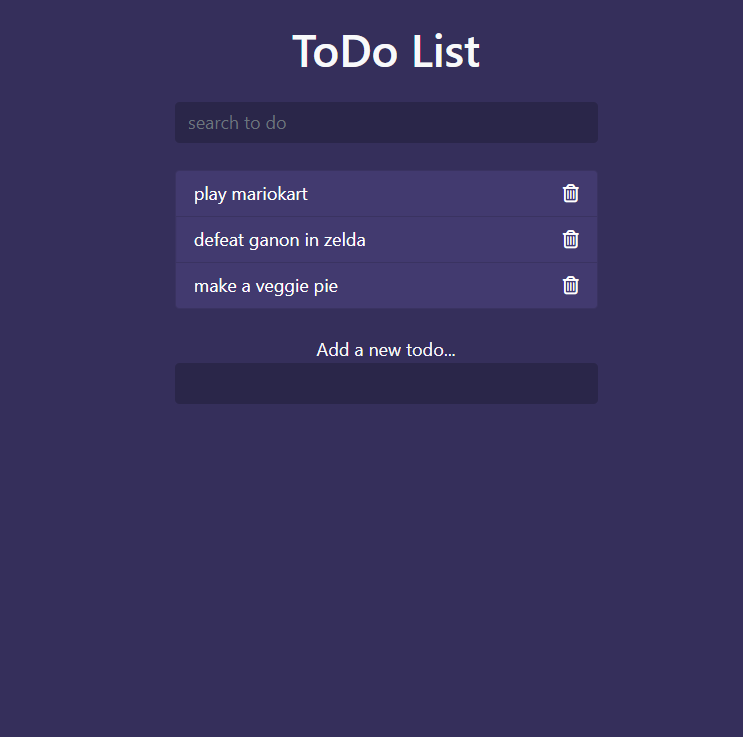 ToDo List
search to do
play mariokart
defeat ganon in zelda
make a veggie pie
Add a new todo...